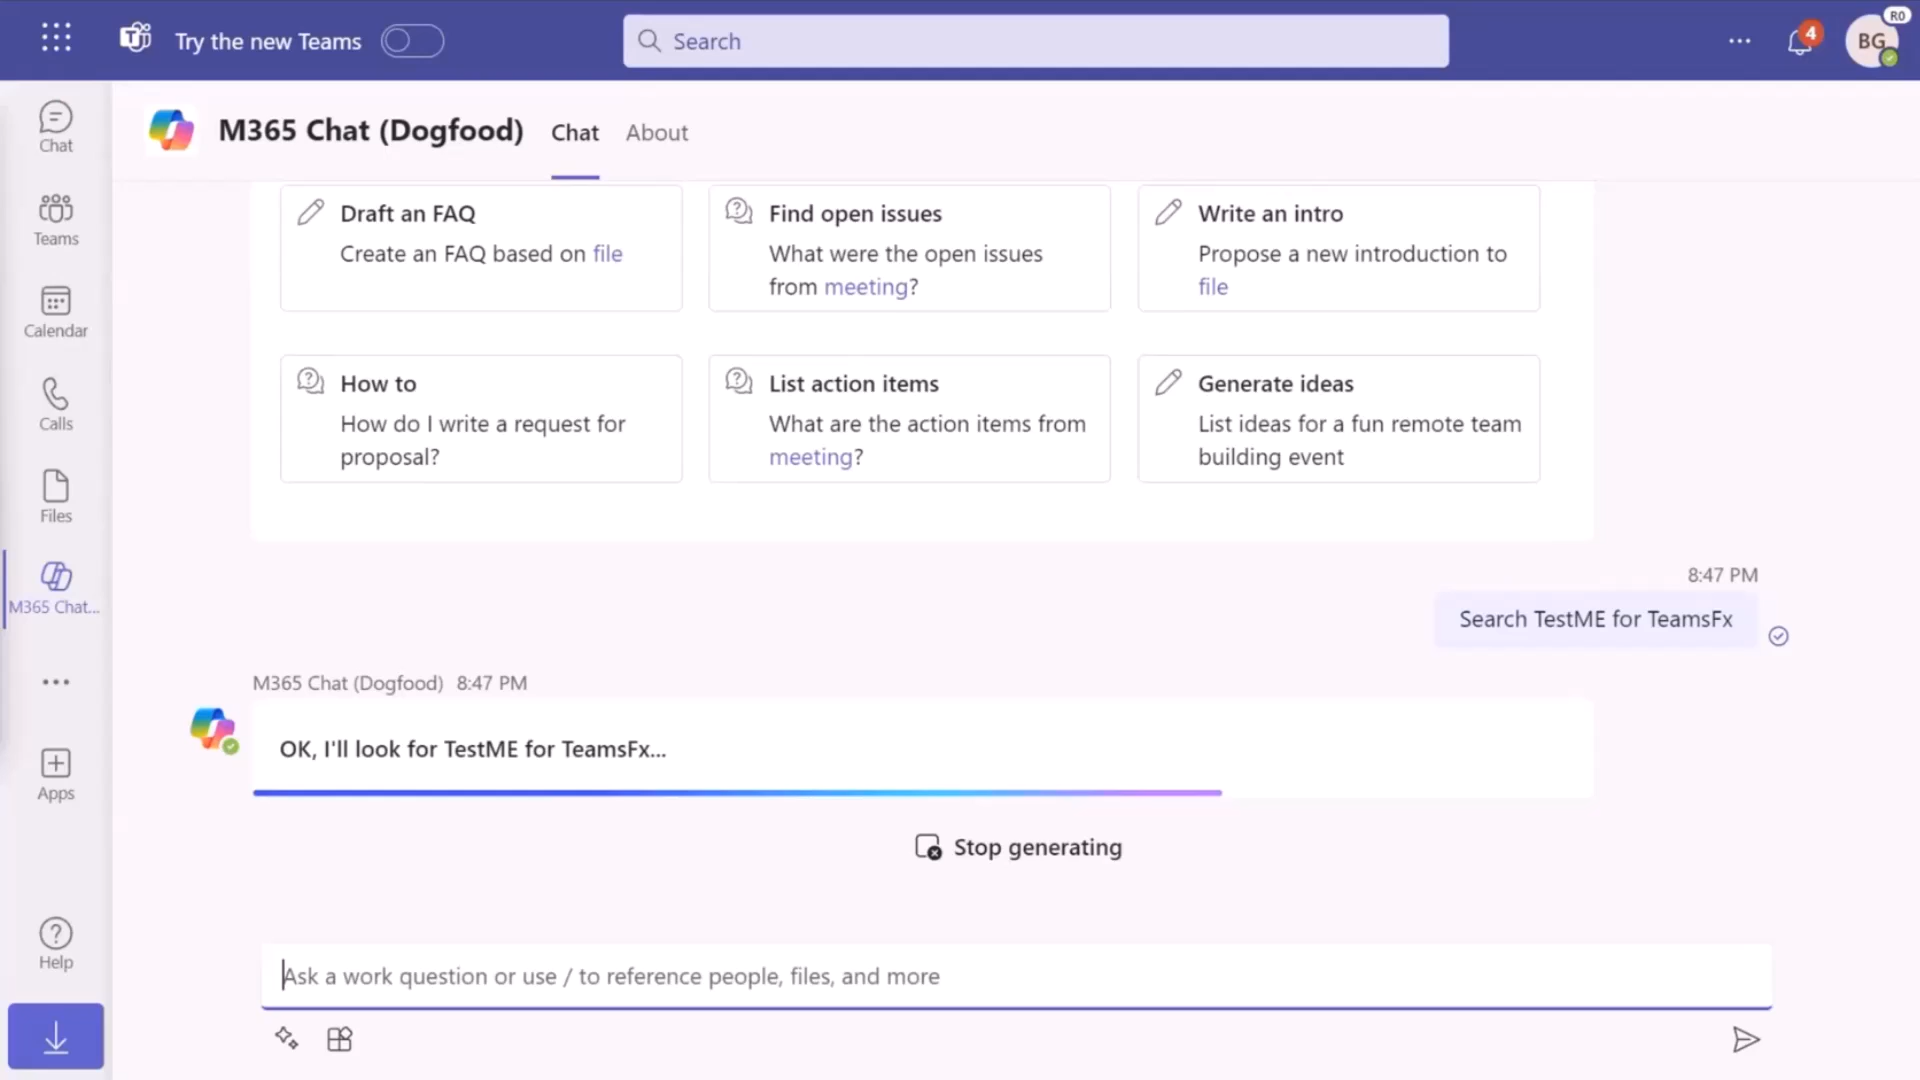 Try the new Teams
Search
4
RO
BG
Chat
Teams
Calendar
Calls
Files
M365 Chat...
Apps
Help
M365 Chat (Dogfood)
Chat
About
Draft an FAQ
Create an FAQ based on file
Find open issues
What were the open issues
from meeting?
Write an intro
Propose a new introduction to
file
How to
How do I write a request for
proposal?
List action items
What are the action items from
meeting?
Generate ideas
List ideas for a fun remote team
building event
8:47 PM
Search TestME for TeamsFx
M365 Chat (Dogfood) 8:47 PM
OK, I'll look for TestME for TeamsFx...
Stop generating
Ask a work question or use / to reference people, files, and more